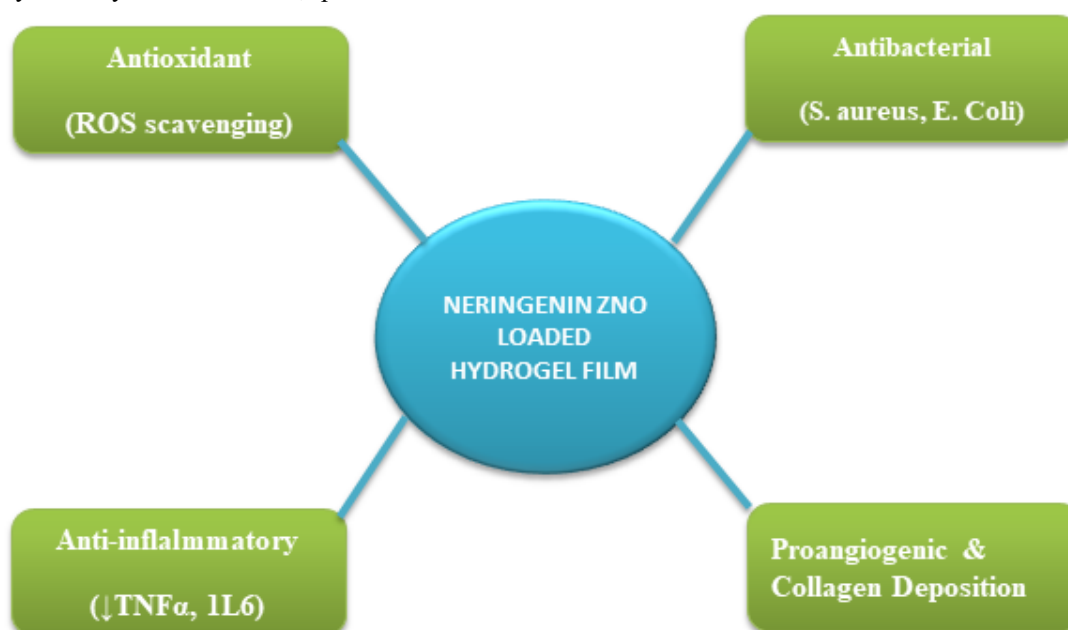 Antioxidant
(ROS scavenging)
Antibacterial
(S. aureus, E. Coli)
NERINGENIN ZNO
LOADED
HYDROGEL FILM
Anti-inflalmmatory
(↓TNFα, 1L6)
Proangiogenic &
Collagen Deposition